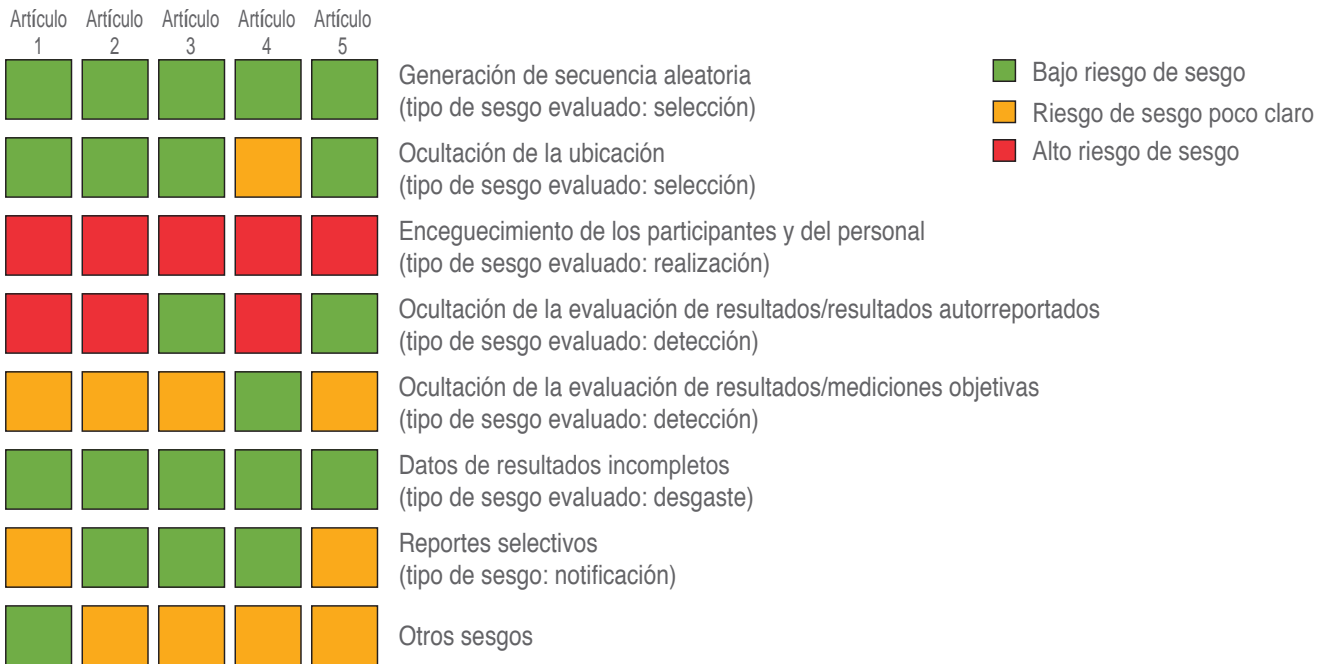 Artículo 1
Artículo 2
Artículo 3
Artículo 4
Artículo 5
Generación de secuencia aleatoria
(tipo de sesgo evaluado: selección)
Ocultación de la ubicación
(tipo de sesgo evaluado: selección)
Enceguecimiento de los participantes y del personal
(tipo de sesgo evaluado: realización)
Ocultación de la evaluación de resultados/resultados autorreportados
(tipo de sesgo evaluado: detección)
Ocultación de la evaluación de resultados/mediciones objetivas
(tipo de sesgo evaluado: detección)
Datos de resultados incompletos
(tipo de sesgo evaluado: desgaste)
Reportes selectivos
(tipo de sesgo: notificación)
Otros sesgos
Bajo riesgo de sesgo
Riesgo de sesgo poco claro
Alto riesgo de sesgo